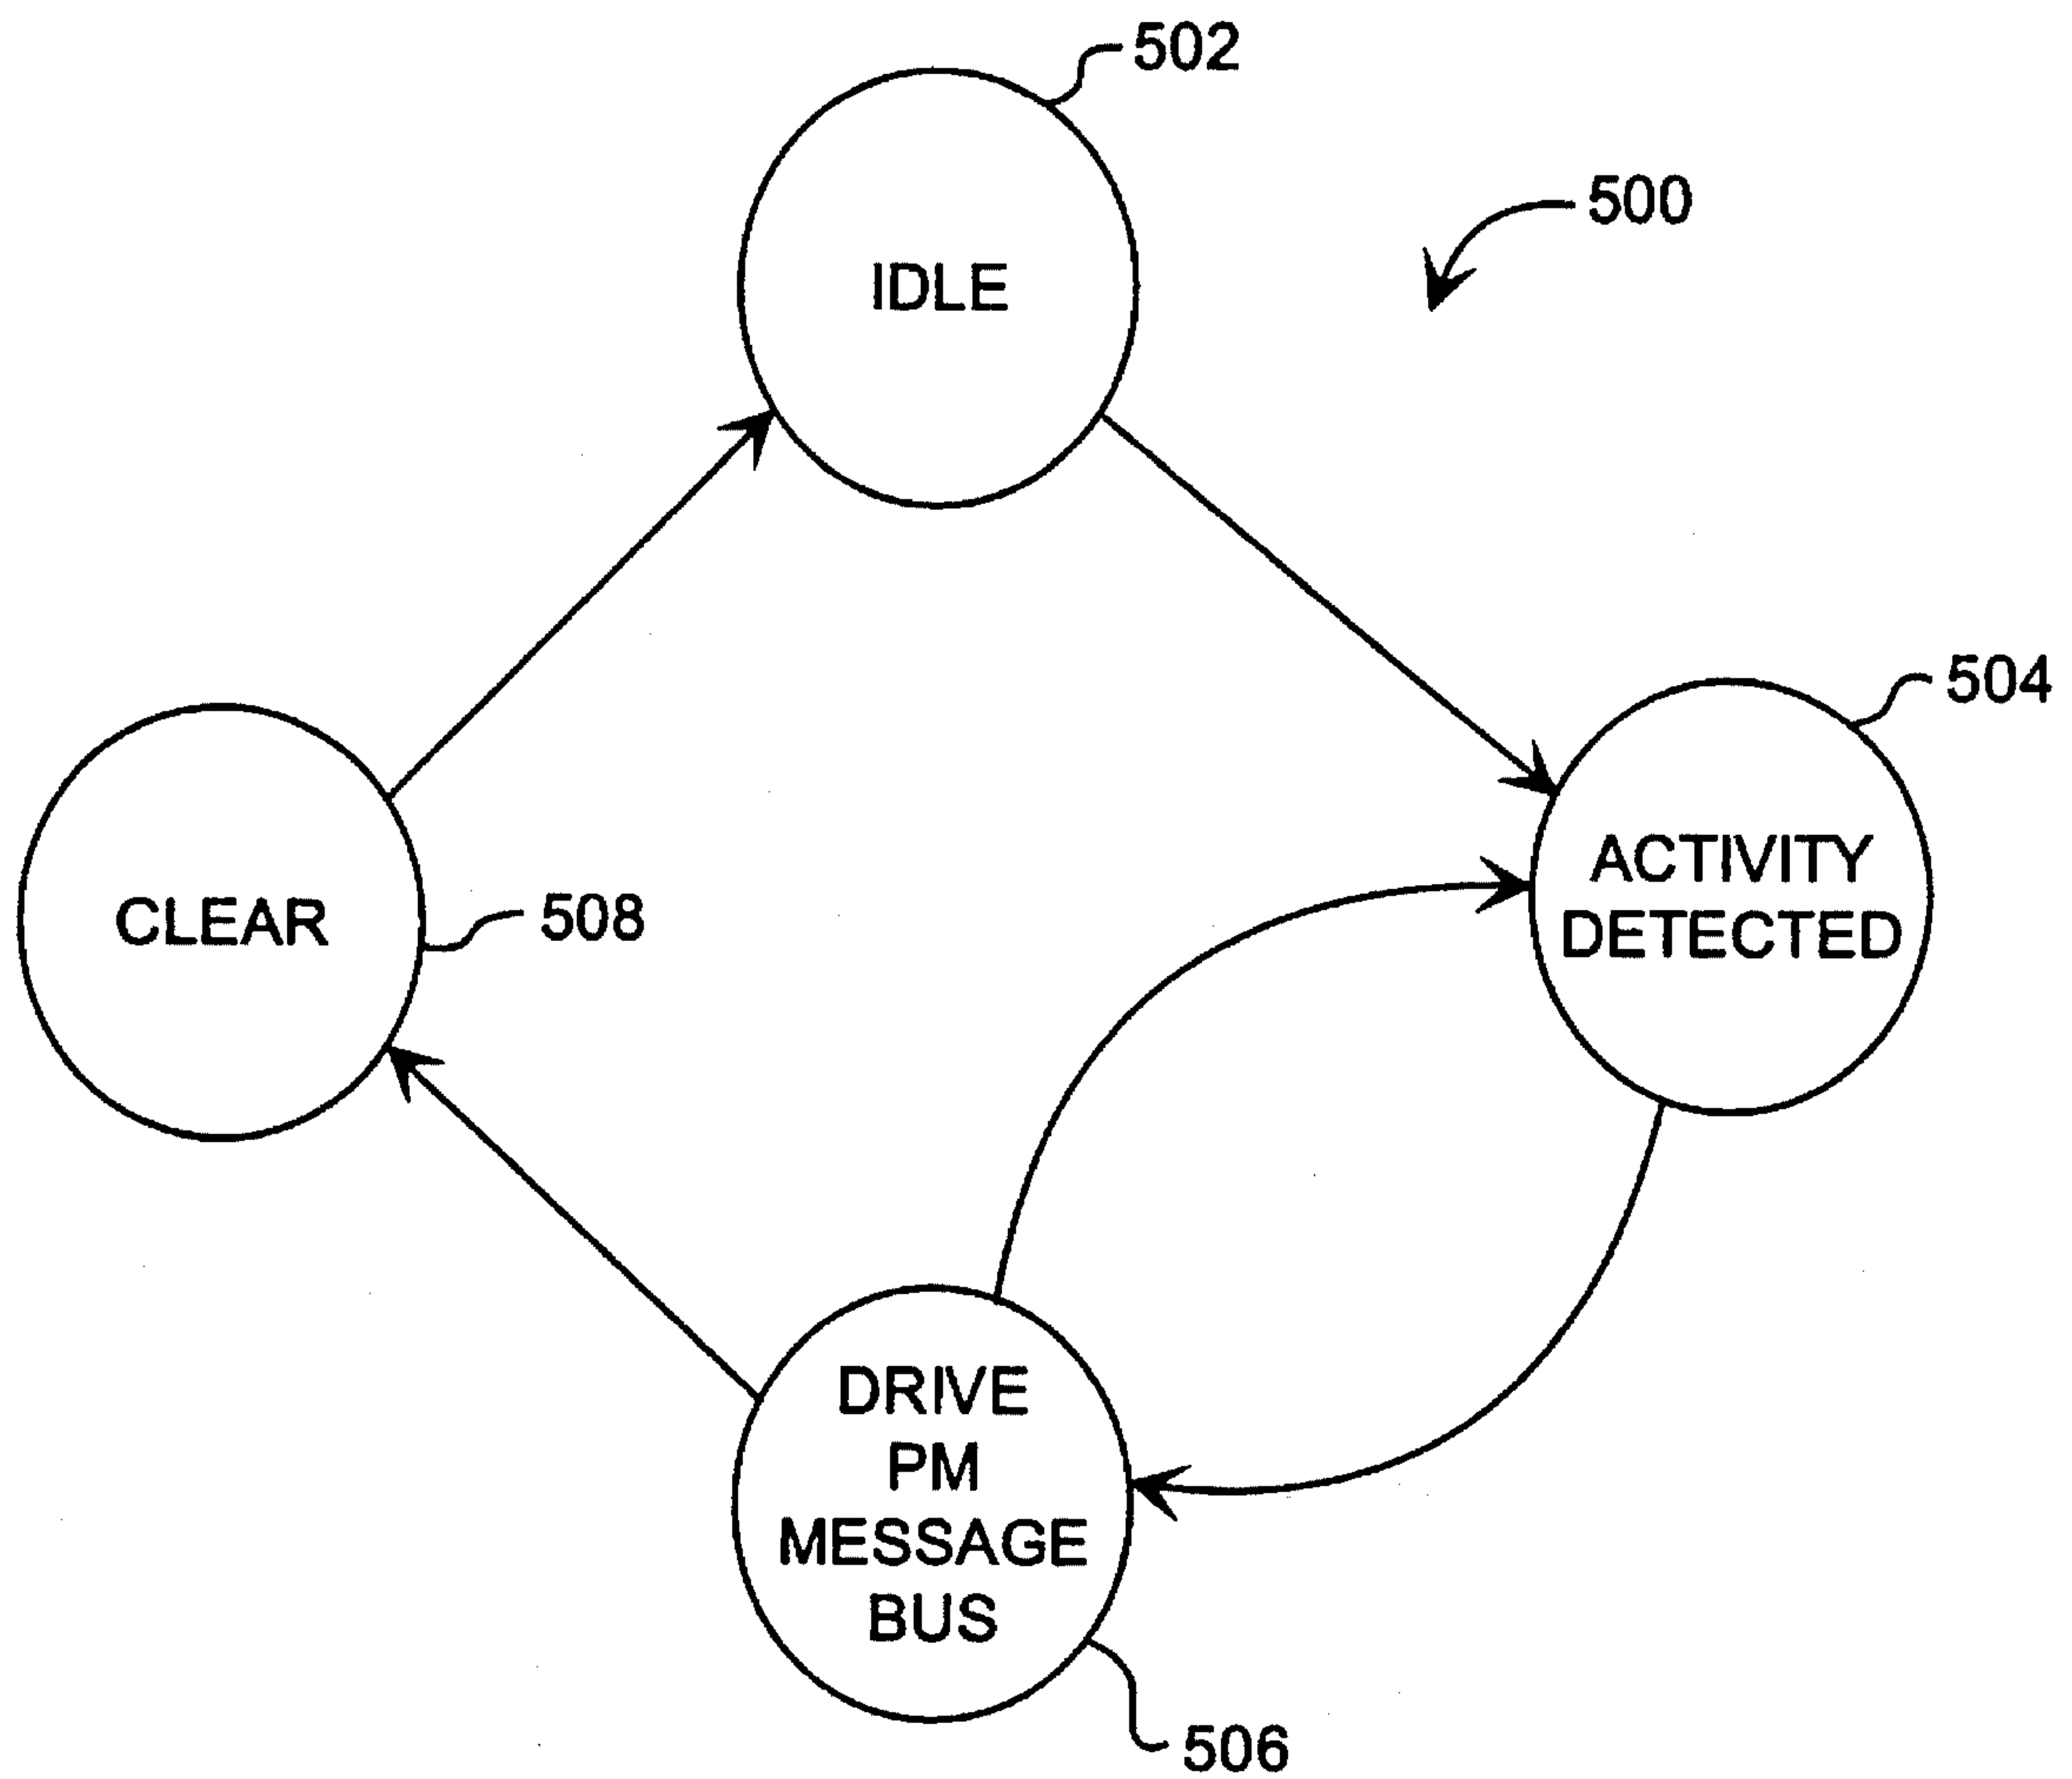 502
500
IDLE
504
ACTIVITY
DETECTED
CLEAR
508
DRIVE
PM
MESSAGE
BUS
506